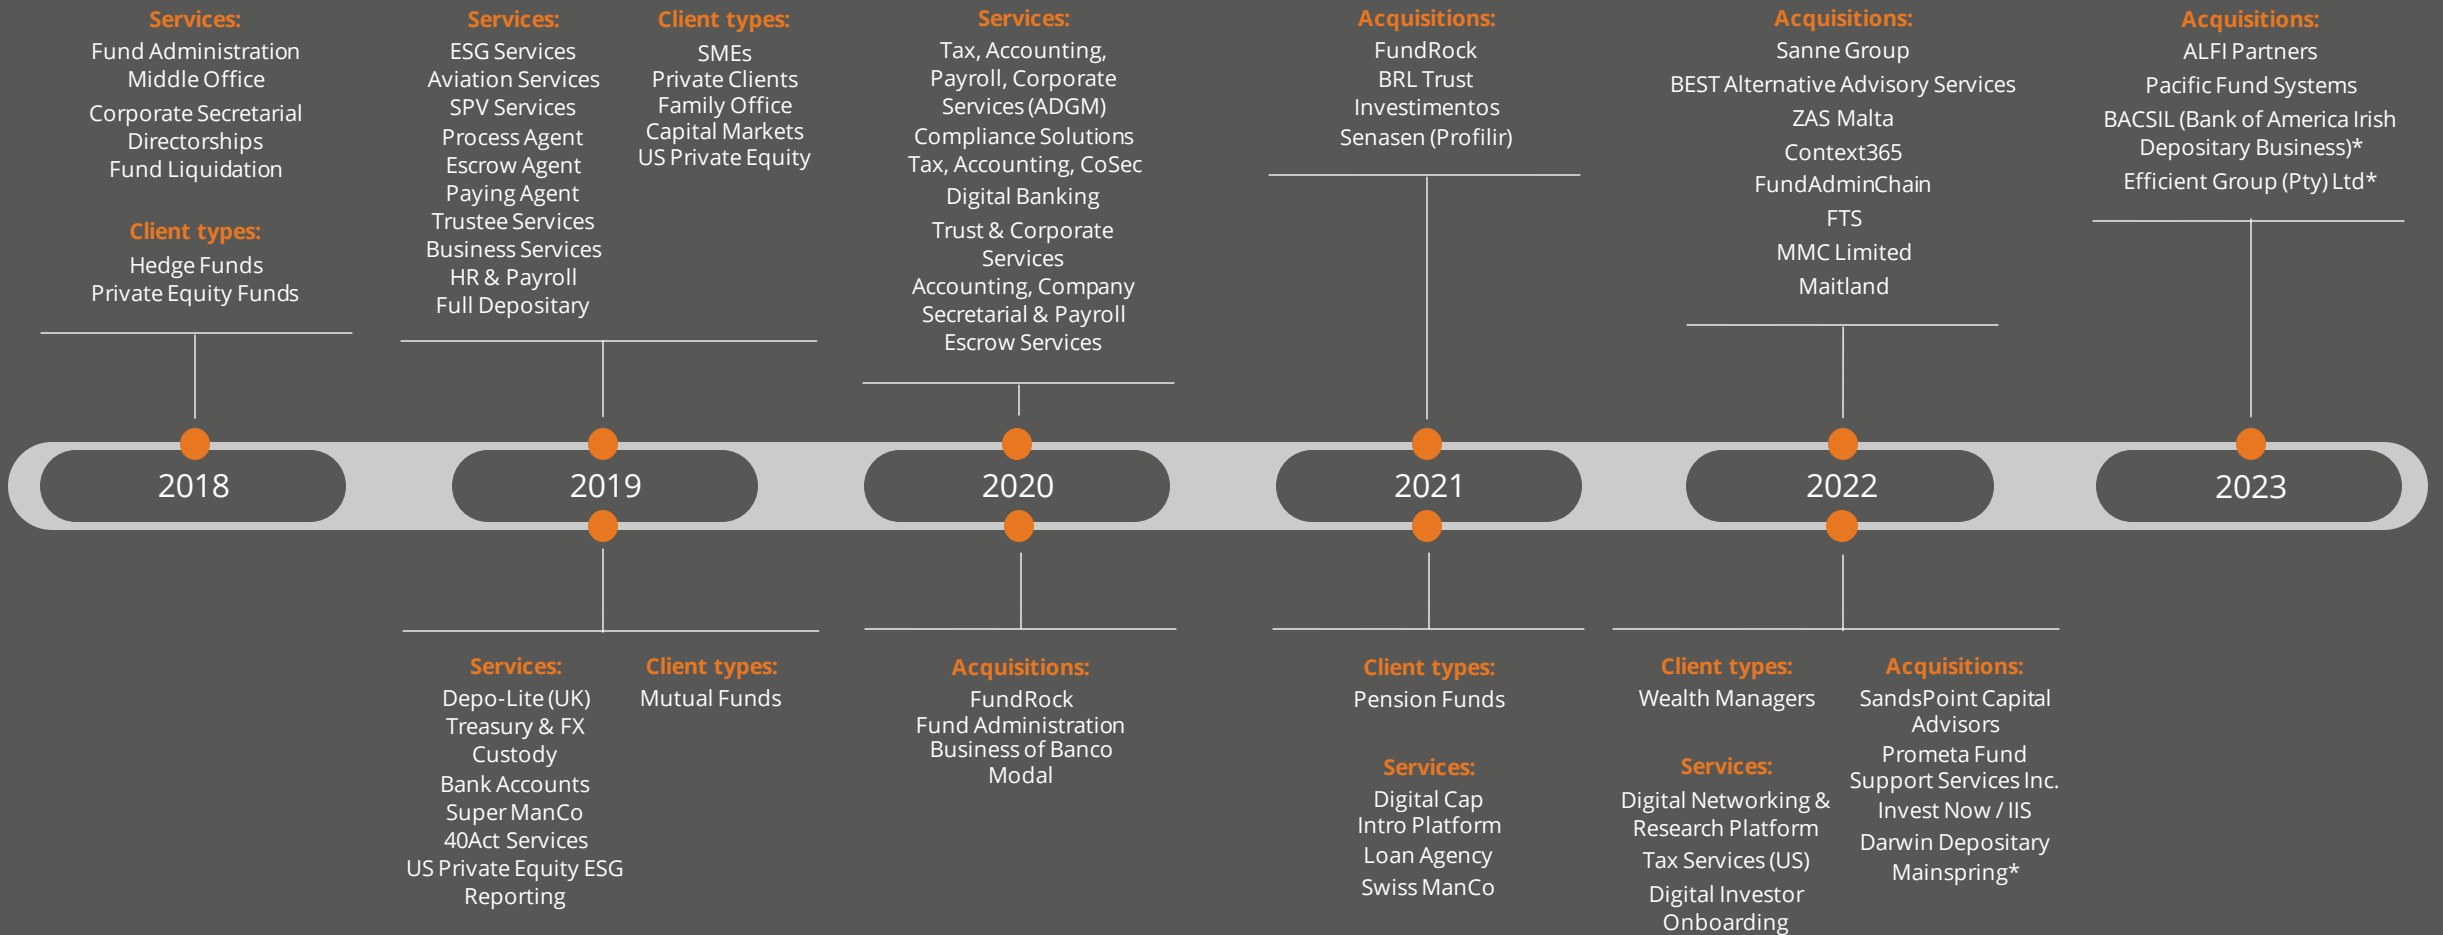 Services:
Fund Administration
Middle Office
Corporate Secretarial
Directorships
Fund Liquidation
Client types:
Hedge Funds
Private Equity Funds
Services:
ESG Services
Aviation Services
SPV Services
Process Agent
Escrow Agent
Paying Agent
Trustee Services
Business Services
HR & Payroll
Full Depositary
Client types:
SMEs
Private Clients
Family Office
Capital Markets
US Private Equity
Services:
Tax, Accounting,
Payroll, Corporate
Services (ADGM)
Compliance Solutions
Tax, Accounting, CoSec
Digital Banking
Trust & Corporate
Services
Accounting, Company
Secretarial & Payroll
Escrow Services
Acquisitions:
FundRock
BRL Trust
Investimentos
Senasen (Profilir)
Acquisitions:
Sanne Group
BEST Alternative Advisory Services
ZAS Malta
Context365
FundAdminChain
FTS
MMC Limited
Maitland
Acquisitions:
ALFI Partners
Pacific Fund Systems
BACSIL (Bank of America Irish
Depositary Business)*
Efficient Group (Pty) Ltd*
2018
2019
2020
2021
2022
2023
Services:
Depo-Lite (UK)
Treasury & FX
Custody
Bank Accounts
Super ManCo
40Act Services
US Private Equity ESG
Reporting
Client types:
Mutual Funds
Acquisitions:
FundRock
Fund Administration
Business of Banco
Modal
Client types:
Pension Funds
Services:
Digital Cap
Intro Platform
Loan Agency
Swiss ManCo
Client types:
Wealth Managers
Services:
Digital Networking &
Research Platform
Tax Services (US)
Digital Investor
Onboarding
Acquisitions:
SandsPoint Capital
Advisors
Prometa Fund
Support Services Inc.
Invest Now / IIS
Darwin Depositary
Mainspring*